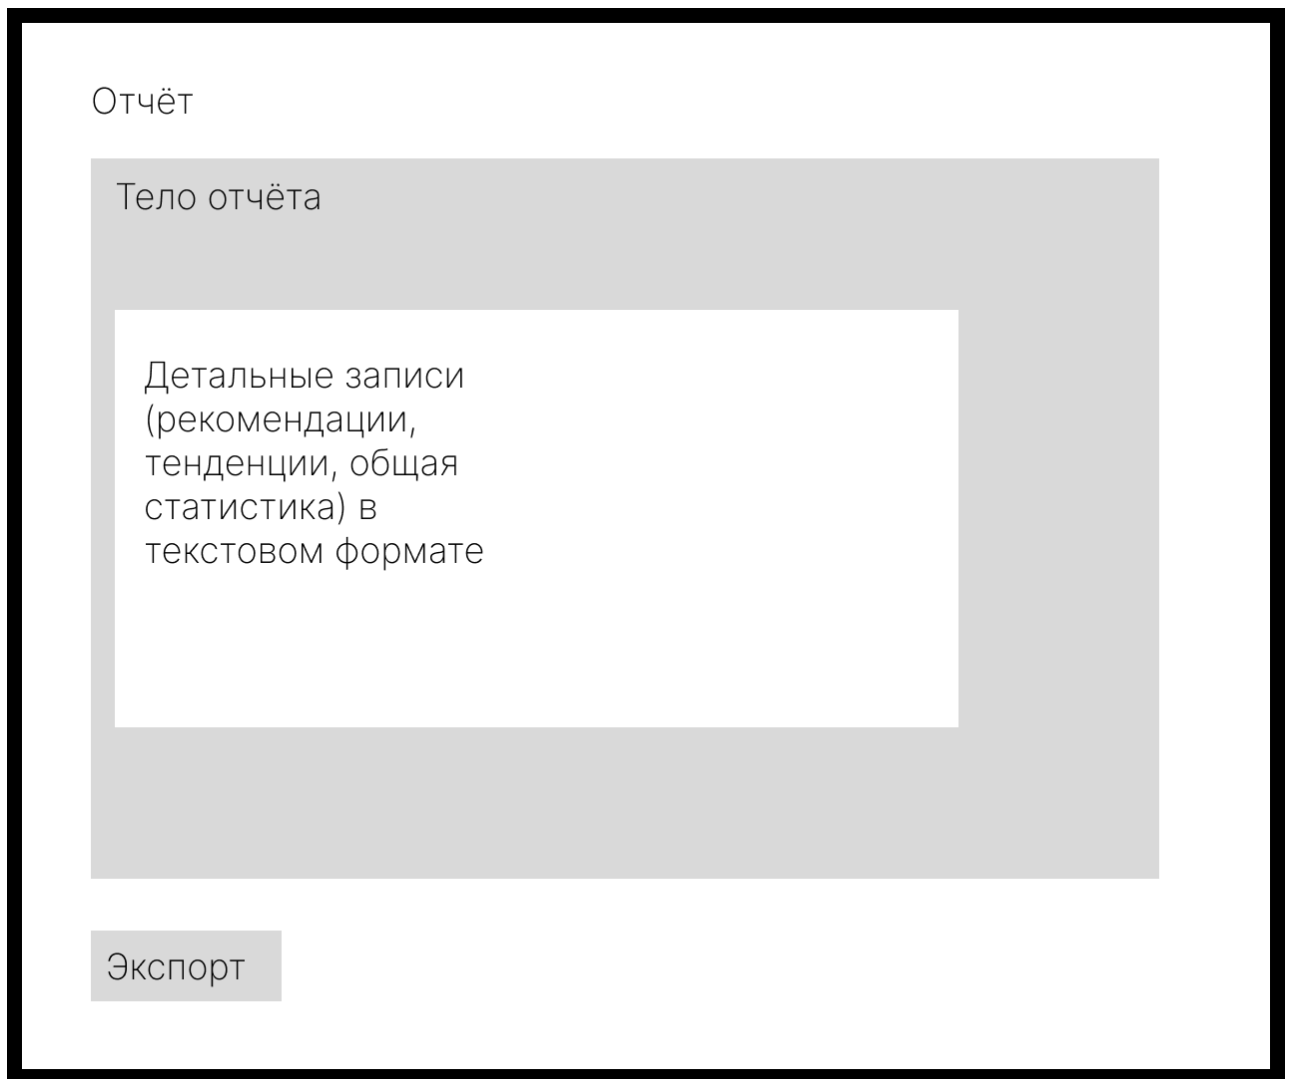 Отчёт
Тело отчёта
Детальные записи
(рекомендации,
тенденции, общая
статистика) в
текстовом формате
Экспорт